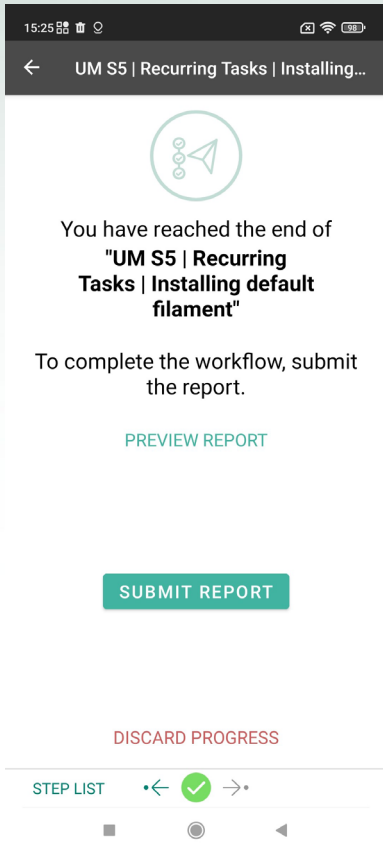 15:25
98
UM S5 | Recurring Tasks | Installing...
You have reached the end of
"UM S5 | Recurring
Tasks | Installing default
filament"
To complete the workflow, submit
the report.
PREVIEW REPORT
SUBMIT REPORT
DISCARD PROGRESS
STEP LIST